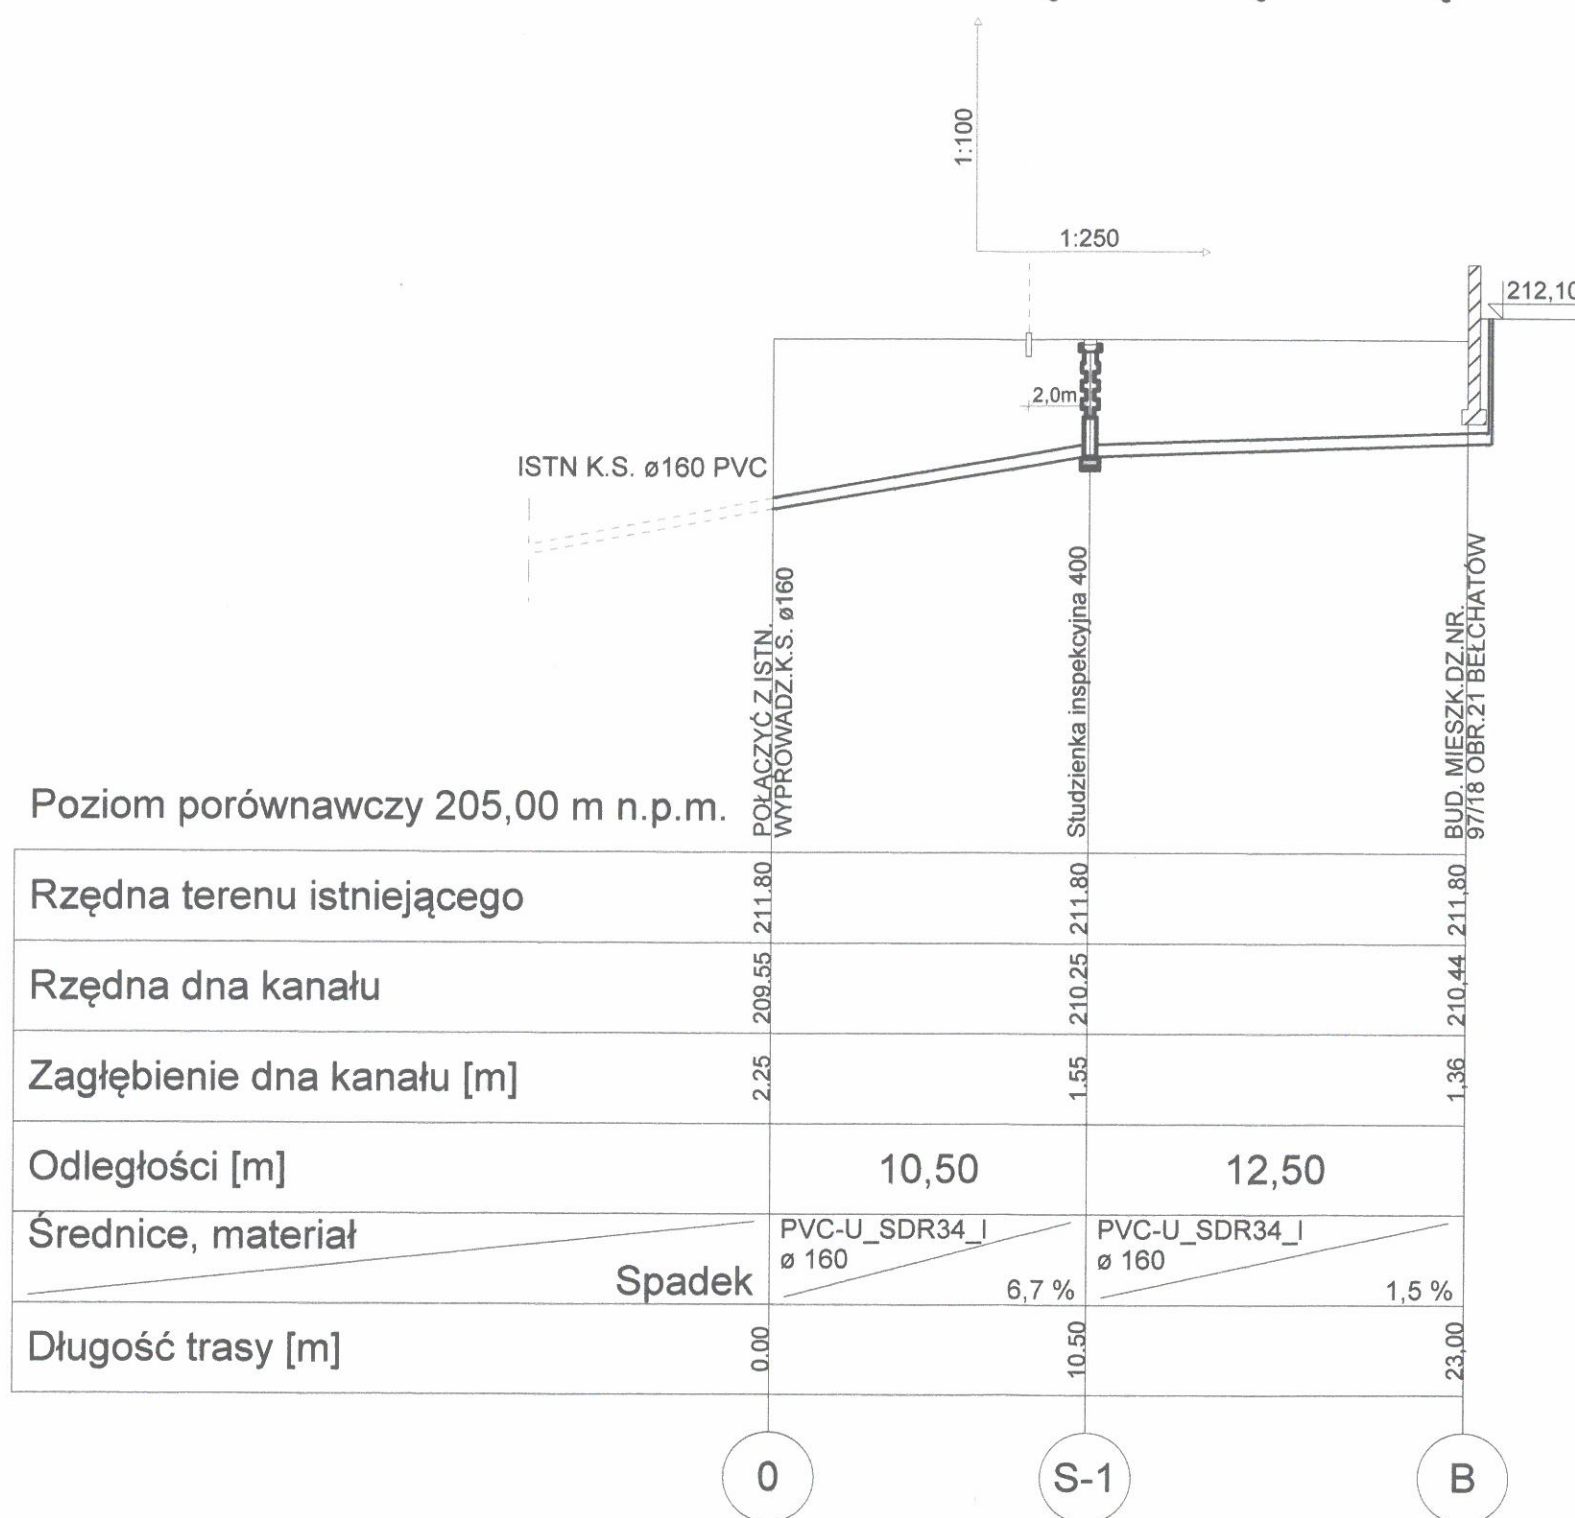 1:100
1:250
212,10
2,0m
ISTN K.S. ø160 PVC
POŁĄCZYĆ Z ISTN.
WYPROWADZ.K.S. ø160
Studzienka inspekcyjna 400
BUD. MIESZK.DZ.NR.
97/18 OBR.21 BEŁCHATÓW
Poziom porównawczy 205,00 m n.p.m.
Rzędna terenu istniejącego 211.80 211.80 211,80
Rzędna dna kanału 209.55 210.25 210,44
Zagłębienie dna kanału [m] 2.25 1.55 1,36
Odległości [m] 10,50 12,50
Średnice, materiał PVC-U_SDR34_I PVC-U_SDR34_I
ø 160 ø 160
Spadek 6,7 % 1,5 %
Długość trasy [m] 0.00 10.50 23,00
0 S-1 B